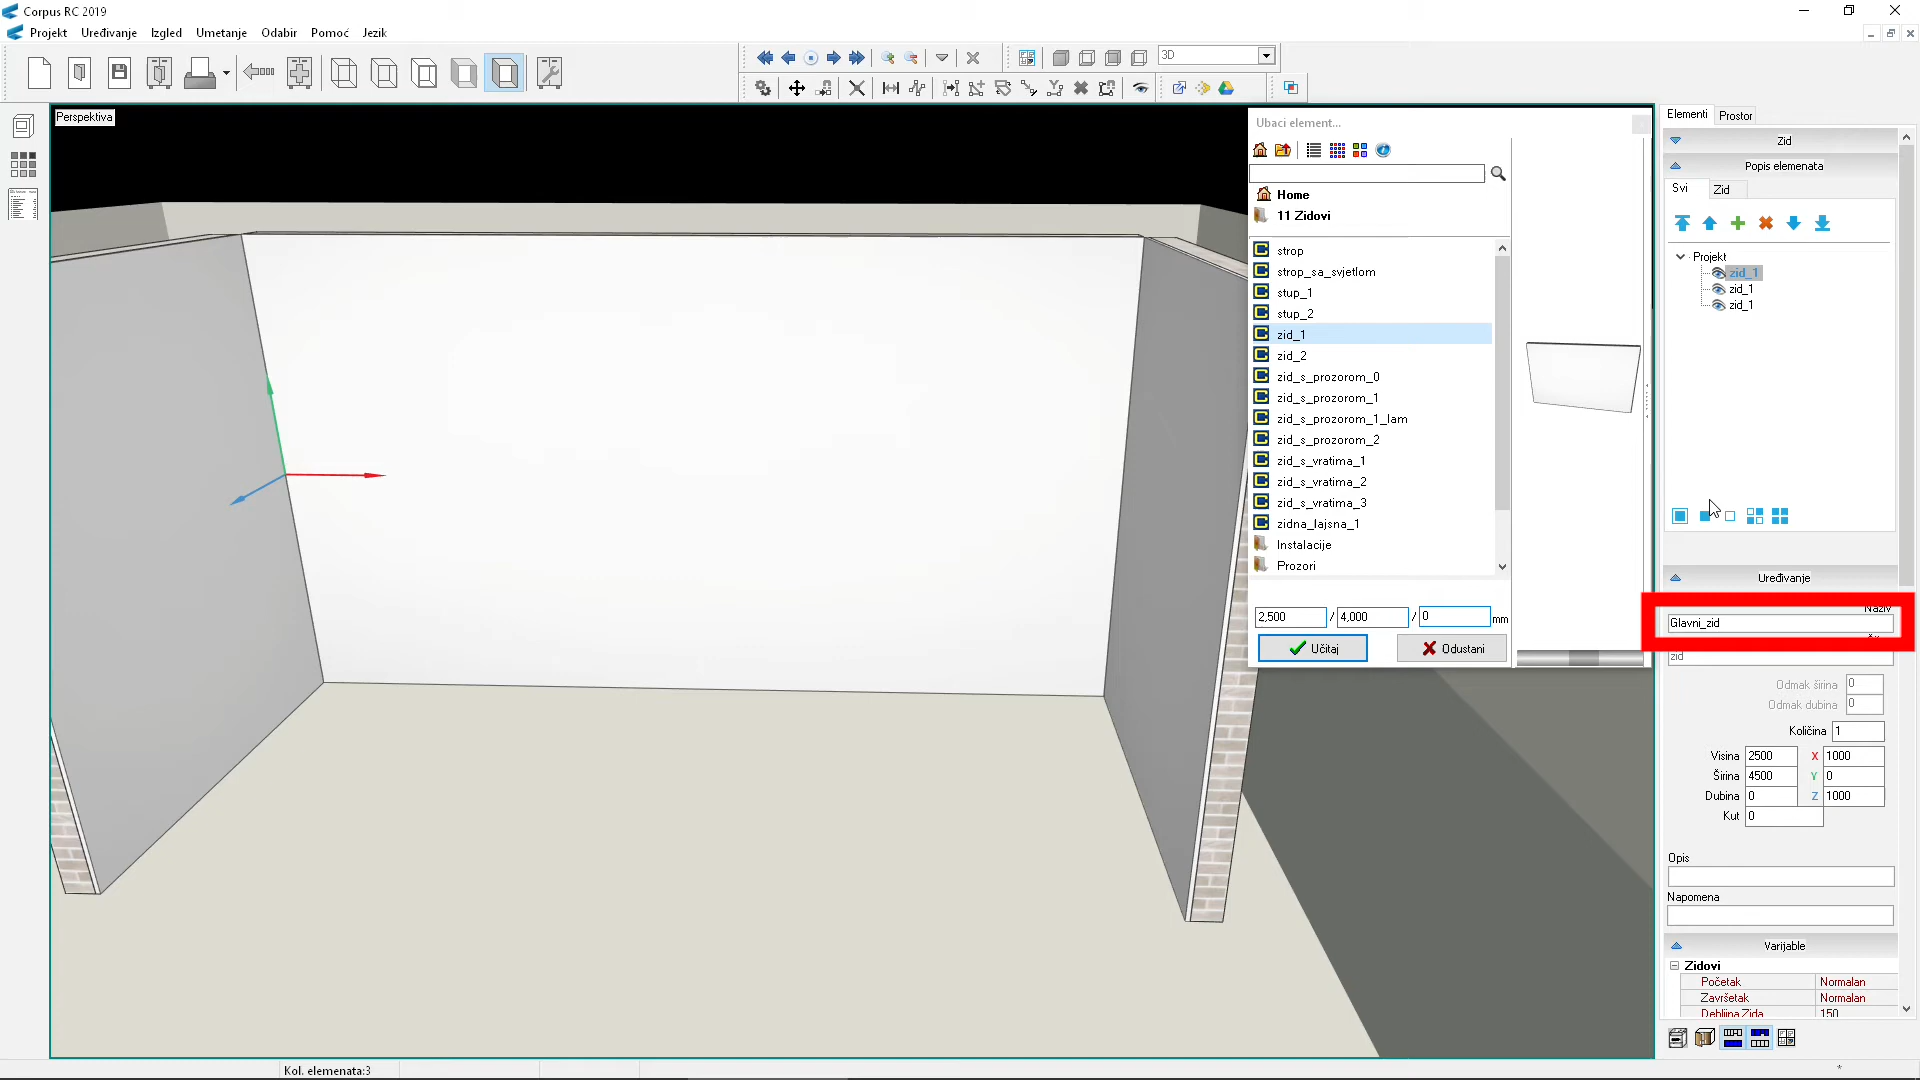 Corpus RC 2019
Projekt Uređivanje Izgled Umetanje Odabir Pomoć Jezik
3D
Perspektiva
Ubaci element...
Home
11 Zidovi
strop
strop_sa_svjetlom
stup_1
stup_2
zid_1
zid_2
zid_s_prozorom_0
zid_s_prozorom_1
zid_s_prozorom_1_lam
zid_s_prozorom_2
zid_s_vratima_1
zid_s_vratima_2
zid_s_vratima_3
zidna_lajsna_1
Instalacije
Prozori
2,500 / 4,000 / 0 mm
Učitaj Odustani
Elementi Prostor
Zid
Popis elemenata
Svi Zid
Projekt
zid_1
zid_1
zid_1
Uređivanje
Naziv
Glavni_zid
zid
Odmak širina 0
Odmak dubina 0
Količina 1
Visina 2500 X 1000
Širina 4500 Y 0
Dubina 0 Z 1000
Kut 0
Opis
Napomena
Varijable
Zidovi
Početak Normalan
Završetak Normalan
Debljina Zida 150
Kol. elemenata:3 *